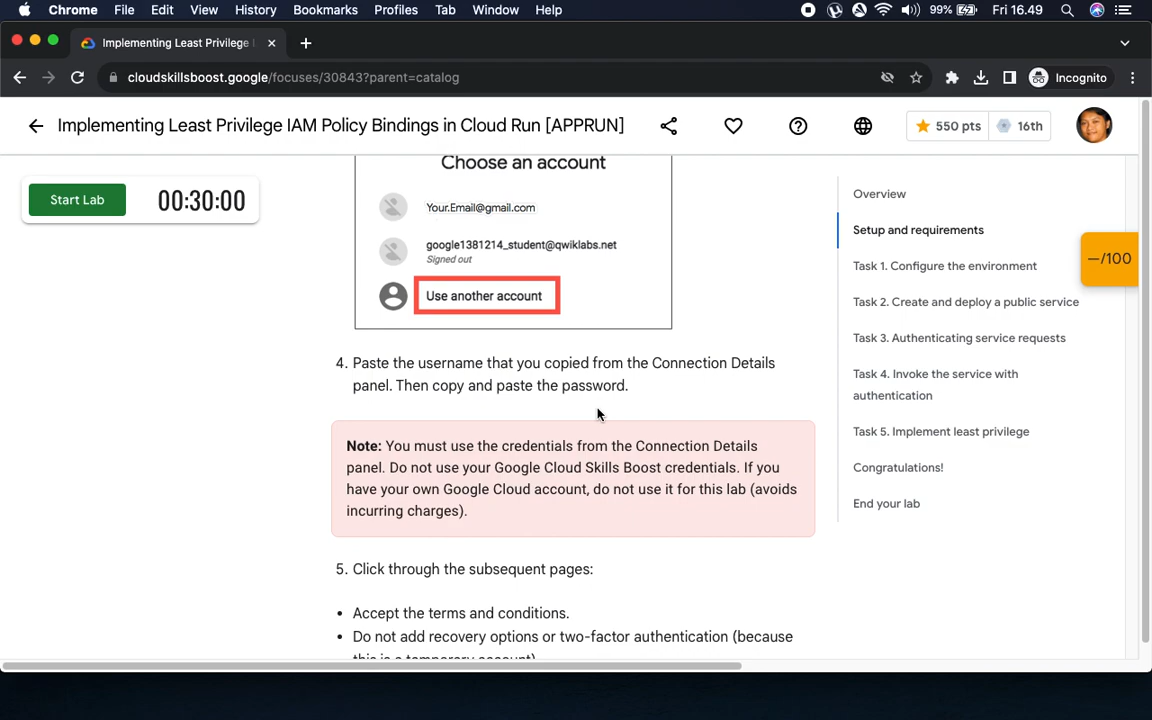 Chrome File Edit View History Bookmarks Profiles Tab Window Help 99% Fri 16.49
Implementing Least Privilege I
cloudskillsboost.google/focuses/30843?parent=catalog Incognito
Implementing Least Privilege IAM Policy Bindings in Cloud Run [APPRUN] 550 pts 16th
Start Lab 00:30:00
Choose an account
Your.Email@gmail.com
google1381214_student@qwiklabs.net
Signed out
Use another account
4. Paste the username that you copied from the Connection Details
panel. Then copy and paste the password.
Note: You must use the credentials from the Connection Details
panel. Do not use your Google Cloud Skills Boost credentials. If you
have your own Google Cloud account, do not use it for this lab (avoids
incurring charges).
5. Click through the subsequent pages:
• Accept the terms and conditions.
• Do not add recovery options or two-factor authentication (because
this is a temporary account)
Overview
Setup and requirements
Task 1. Configure the environment
Task 2. Create and deploy a public service
Task 3. Authenticating service requests
Task 4. Invoke the service with
authentication
Task 5. Implement least privilege
Congratulations!
End your lab
—/100